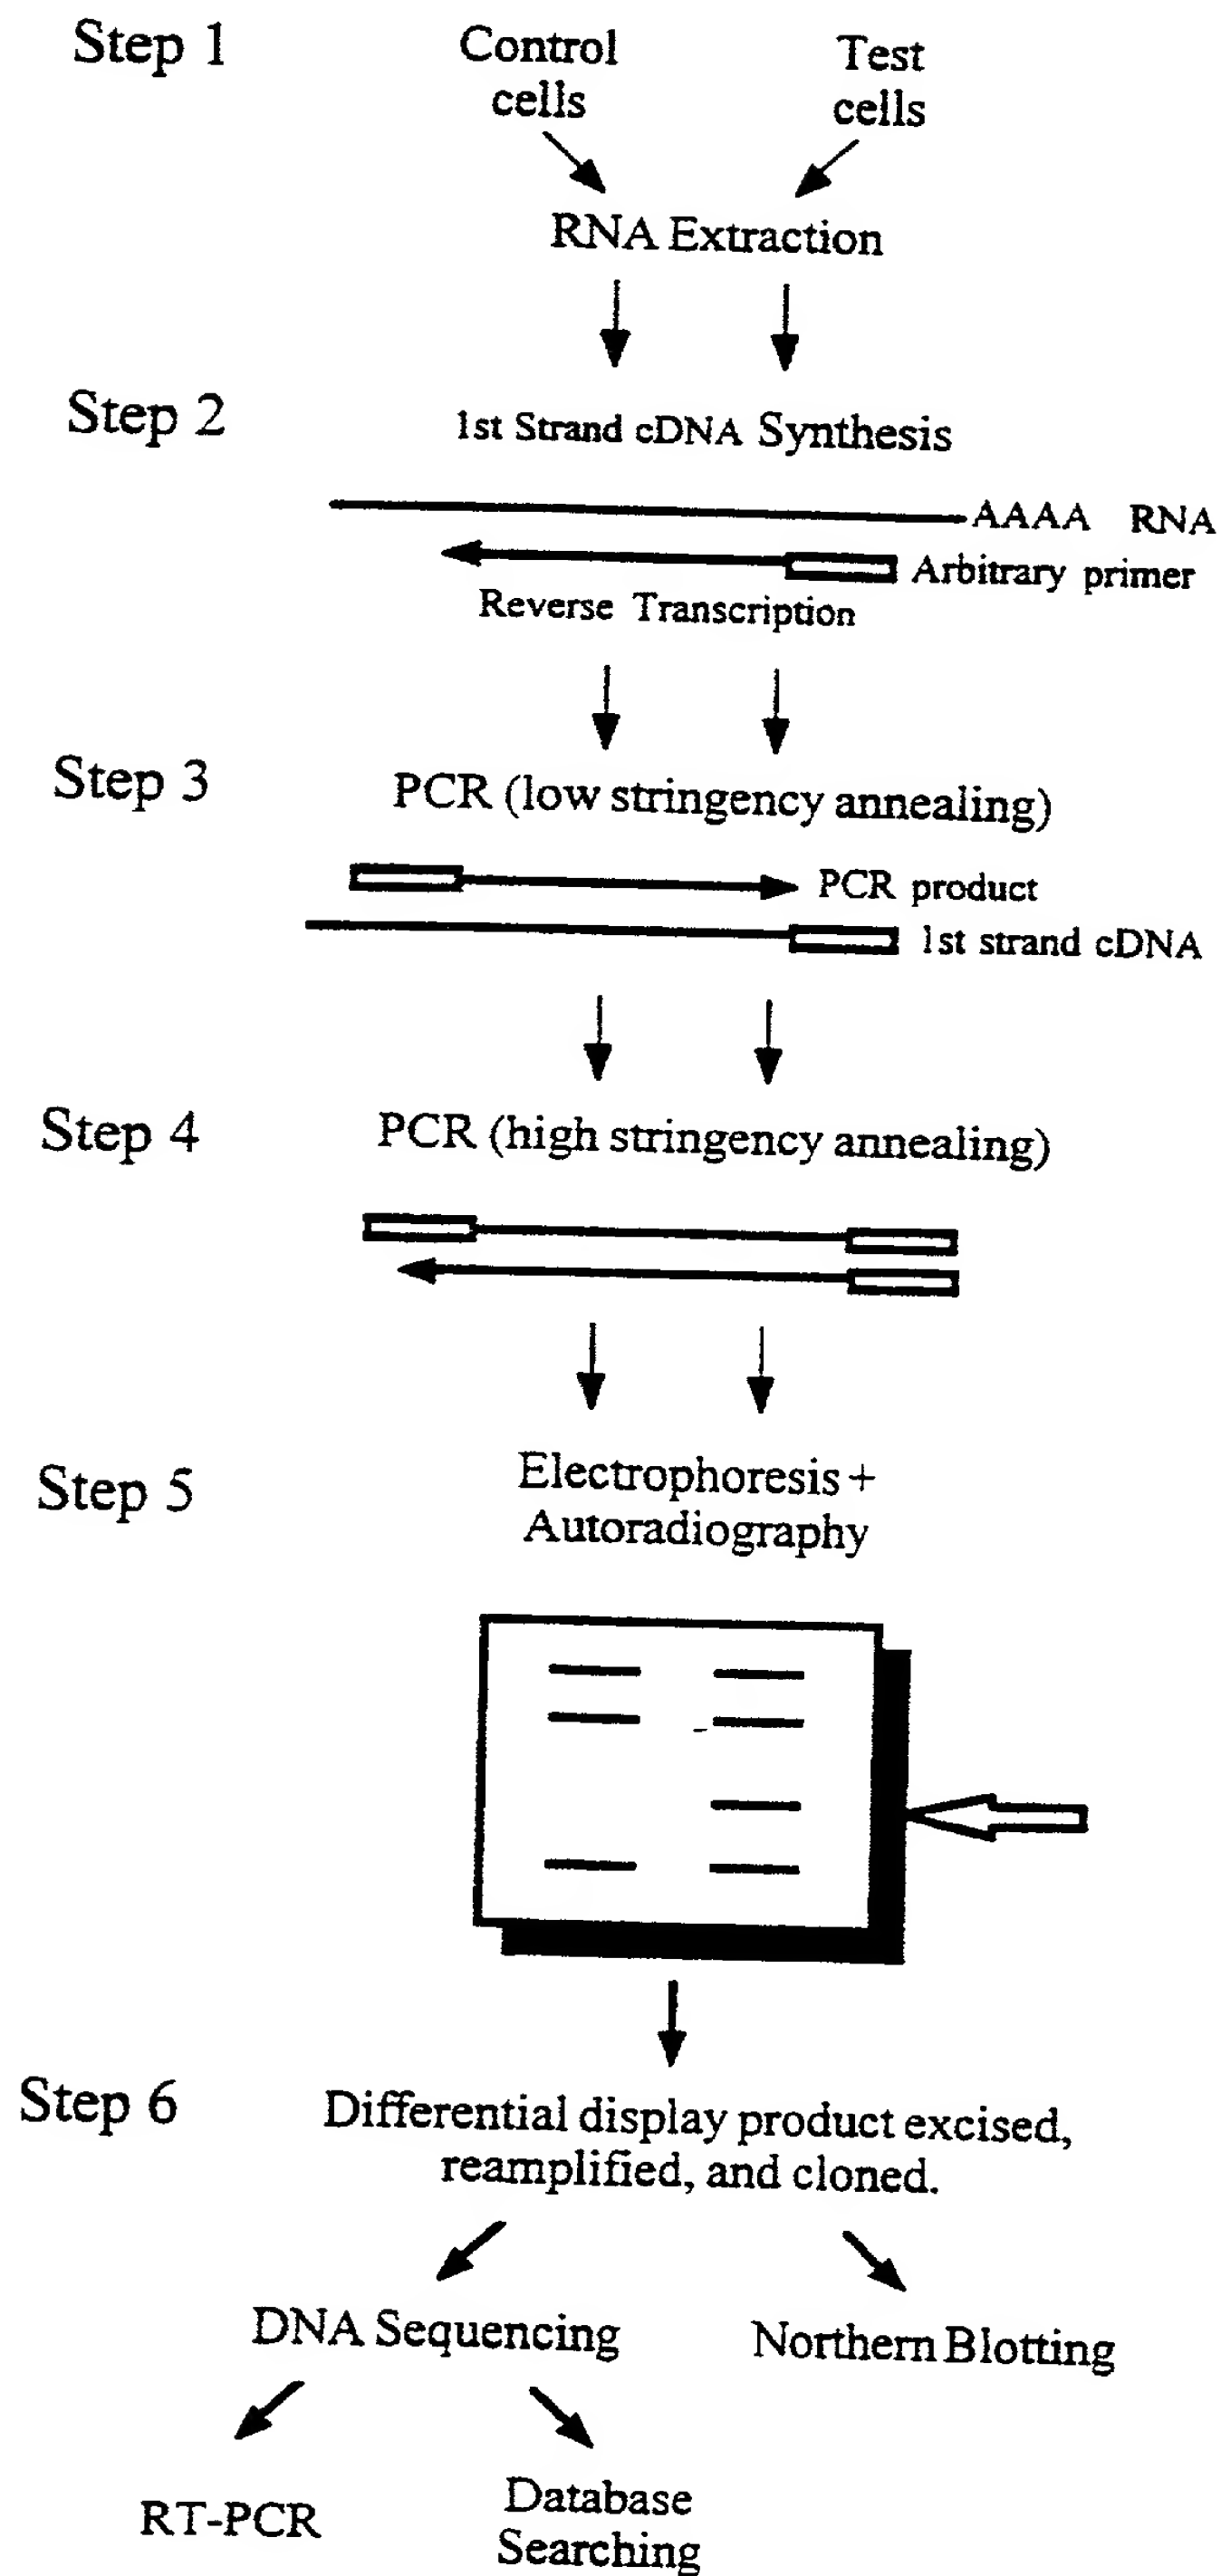 Step 1
Control cells
Test cells
RNA Extraction
Step 2
1st Strand cDNA Synthesis
AAAA RNA
Arbitrary primer
Reverse Transcription
Step 3
PCR (low stringency annealing)
PCR product
1st strand cDNA
Step 4
PCR (high stringency annealing)
Step 5
Electrophoresis +
Autoradiography
Step 6
Differential display product excised,
reamplified, and cloned.
DNA Sequencing
Northern Blotting
RT-PCR
Database
Searching